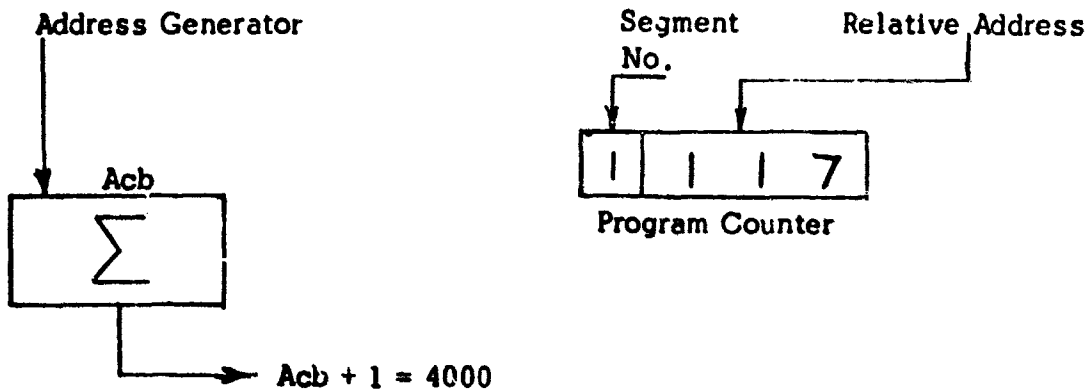 Address Generator
Segment
No.
Relative Address
Acb
Σ
1 1 1 7
Program Counter
Acb + 1 = 4000